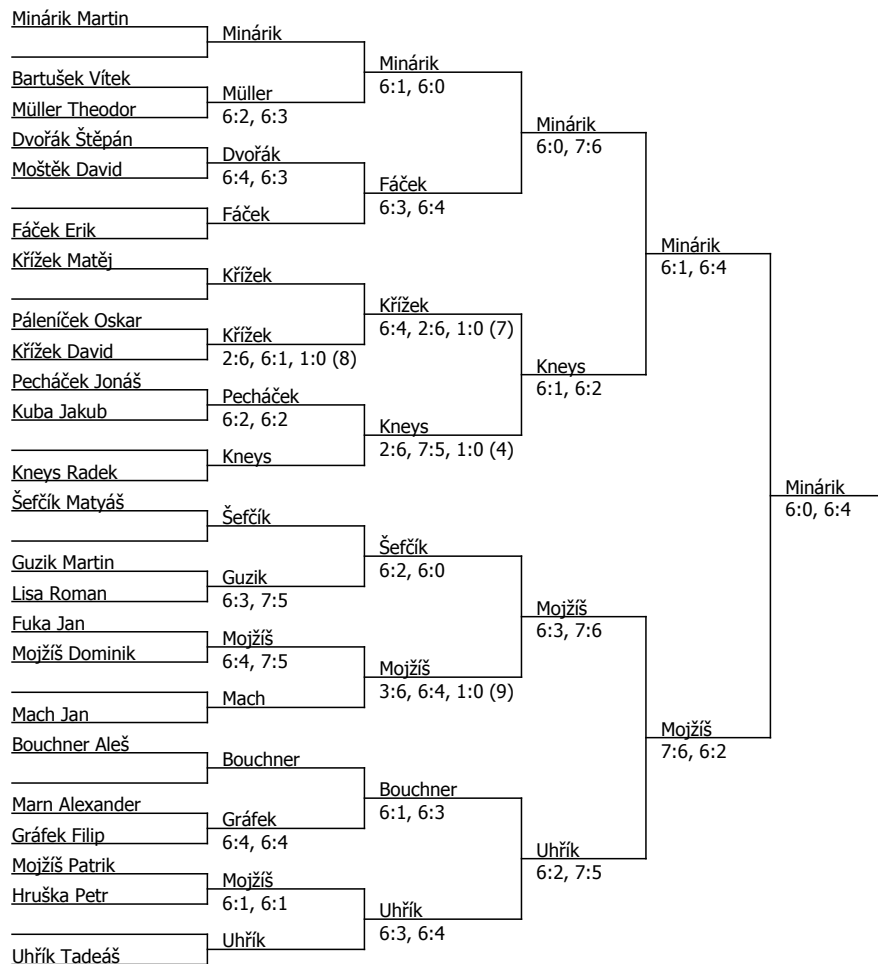 Minárik Martin
Minárik
Minárik
6:1, 6:0
Bartušek Vítek
Müller
6:2, 6:3
Müller Theodor
Minárik
6:0, 7:6
Dvořák Štěpán
Dvořák
6:4, 6:3
Moštěk David
Fáček
6:3, 6:4
Fáček
Fáček Erik
Minárik
6:1, 6:4
Křížek Matěj
Křížek
Křížek
6:4, 2:6, 1:0 (7)
Páleníček Oskar
Křížek
2:6, 6:1, 1:0 (8)
Křížek David
Kneys
6:1, 6:2
Pecháček Jonáš
Pecháček
6:2, 6:2
Kuba Jakub
Kneys
2:6, 7:5, 1:0 (4)
Kneys
Kneys Radek
Minárik
6:0, 6:4
Šefčík Matyáš
Šefčík
Šefčík
6:2, 6:0
Guzik Martin
Guzik
6:3, 7:5
Lisa Roman
Mojžíš
6:3, 7:6
Fuka Jan
Mojžíš
6:4, 7:5
Mojžíš Dominik
Mojžíš
3:6, 6:4, 1:0 (9)
Mach
Mach Jan
Mojžíš
7:6, 6:2
Bouchner Aleš
Bouchner
Bouchner
6:1, 6:3
Marn Alexander
Gráfek
6:4, 6:4
Gráfek Filip
Uhřík
6:2, 7:5
Mojžíš Patrik
Mojžíš
6:1, 6:1
Hruška Petr
Uhřík
6:3, 6:4
Uhřík
Uhřík Tadeáš